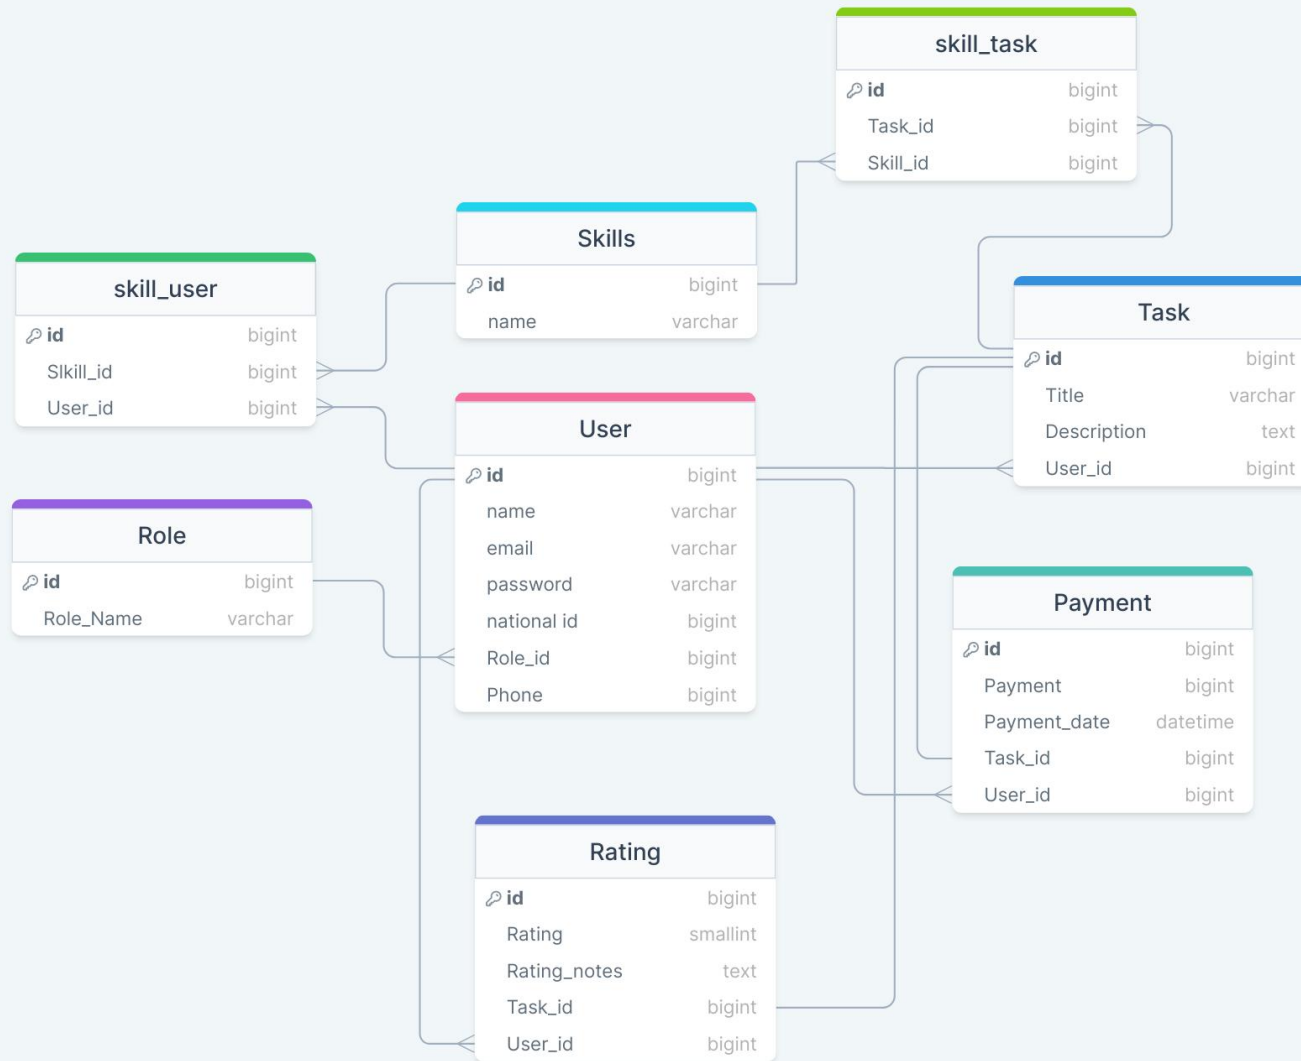 skill_task
id bigint
Task_id bigint
Skill_id bigint
Skills
id bigint
name varchar
skill_user
id bigint
Slkill_id bigint
User_id bigint
Task
id bigint
Title varchar
Description text
User_id bigint
User
id bigint
name varchar
email varchar
password varchar
national id bigint
Role_id bigint
Phone bigint
Role
id bigint
Role_Name varchar
Payment
id bigint
Payment bigint
Payment_date datetime
Task_id bigint
User_id bigint
Rating
id bigint
Rating smallint
Rating_notes text
Task_id bigint
User_id bigint